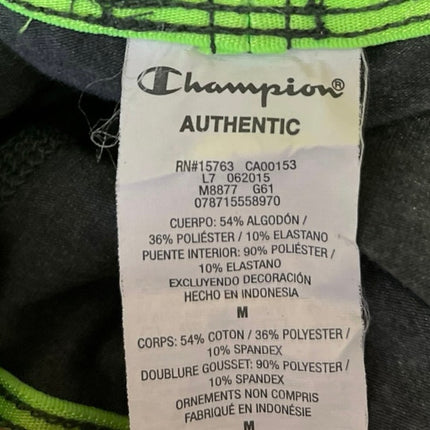 Champion®
AUTHENTIC
RN#15763 CA00153
L7 062015
M8877 G61
078715558970
CUERPO: 54% ALGODÓN /
36% POLIÉSTER / 10% ELASTANO
PUENTE INTERIOR: 90% POLIÉSTER /
10% ELASTANO
EXCLUYENDO DECORACIÓN
HECHO EN INDONESIA
M
CORPS: 54% COTON / 36% POLYESTER /
10% SPANDEX
DOUBLURE GOUSSET: 90% POLYESTER /
10% SPANDEX
ORNEMENTS NON COMPRIS
FABRIQUÉ EN INDONÉSIE
M